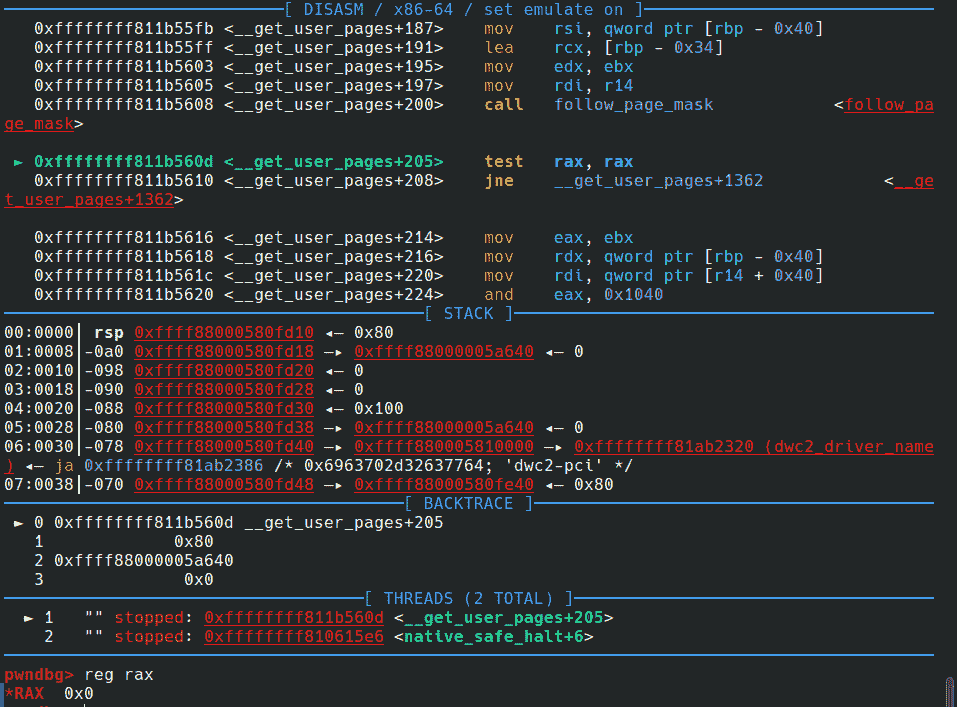 [ DISASM / x86-64 / set emulate on ]
0xffffffff811b55fb <__get_user_pages+187> mov rsi, qword ptr [rbp - 0x40]
0xffffffff811b55ff <__get_user_pages+191> lea rcx, [rbp - 0x34]
0xffffffff811b5603 <__get_user_pages+195> mov edx, ebx
0xffffffff811b5605 <__get_user_pages+197> mov rdi, r14
0xffffffff811b5608 <__get_user_pages+200> call follow_page_mask <follow_pa
ge_mask>
► 0xffffffff811b560d <__get_user_pages+205> test rax, rax
0xffffffff811b5610 <__get_user_pages+208> jne __get_user_pages+1362 <__ge
t_user_pages+1362>
0xffffffff811b5616 <__get_user_pages+214> mov eax, ebx
0xffffffff811b5618 <__get_user_pages+216> mov rdx, qword ptr [rbp - 0x40]
0xffffffff811b561c <__get_user_pages+220> mov rdi, qword ptr [r14 + 0x40]
0xffffffff811b5620 <__get_user_pages+224> and eax, 0x1040
[ STACK ]
00:0000│ rsp 0xffff88000580fd10 ◂— 0x80
01:0008│-0a0 0xffff88000580fd18 —▸ 0xffff88000005a640 ◂— 0
02:0010│-098 0xffff88000580fd20 ◂— 0
03:0018│-090 0xffff88000580fd28 ◂— 0
04:0020│-088 0xffff88000580fd30 ◂— 0x100
05:0028│-080 0xffff88000580fd38 —▸ 0xffff88000005a640 ◂— 0
06:0030│-078 0xffff88000580fd40 —▸ 0xffff880005810000 —▸ 0xffffffff81ab2320 (dwc2_driver_name
) ◂— ja 0xffffffff81ab2386 /* 0x6963702d32637764; 'dwc2-pci' */
07:0038│-070 0xffff88000580fd48 —▸ 0xffff88000580fe40 ◂— 0x80
[ BACKTRACE ]
► 0 0xffffffff811b560d __get_user_pages+205
1 0x80
2 0xffff88000005a640
3 0x0
[ THREADS (2 TOTAL) ]
► 1 "" stopped: 0xffffffff811b560d <__get_user_pages+205>
2 "" stopped: 0xffffffff810615e6 <native_safe_halt+6>
pwndbg> reg rax
*RAX 0x0